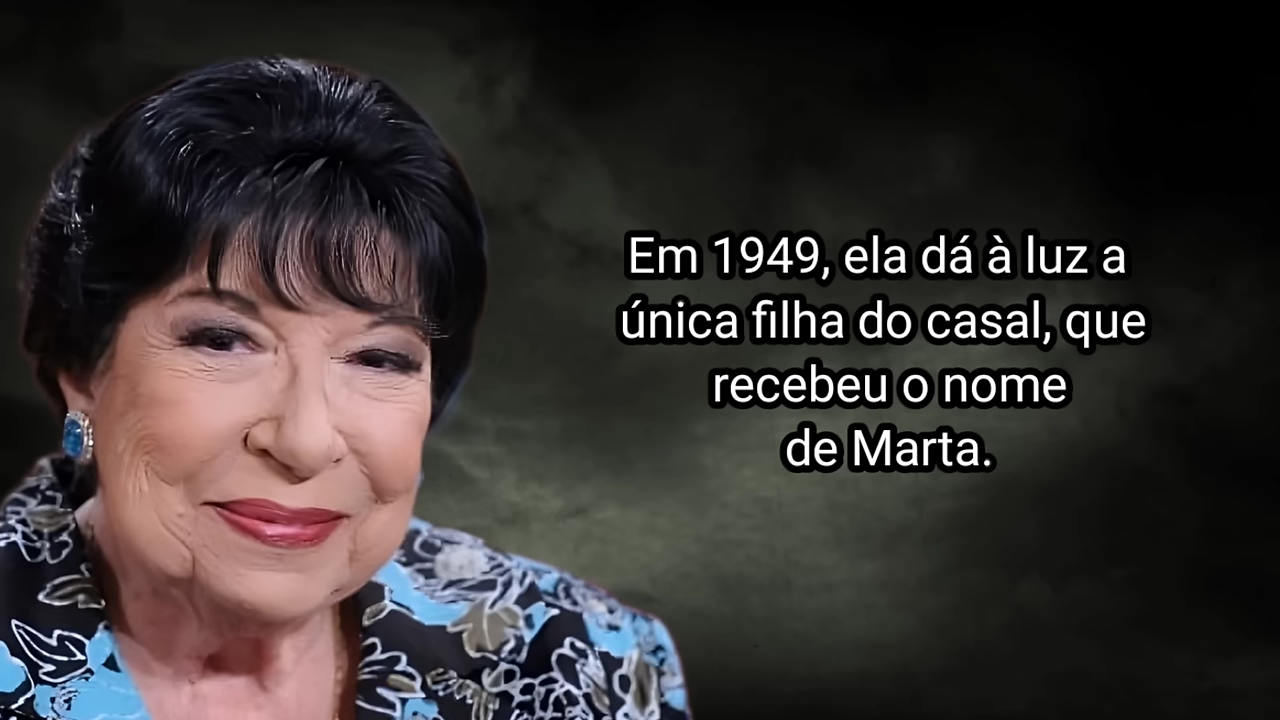 Em 1949, ela dá à luz a
única filha do casal, que
recebeu o nome
de Marta.